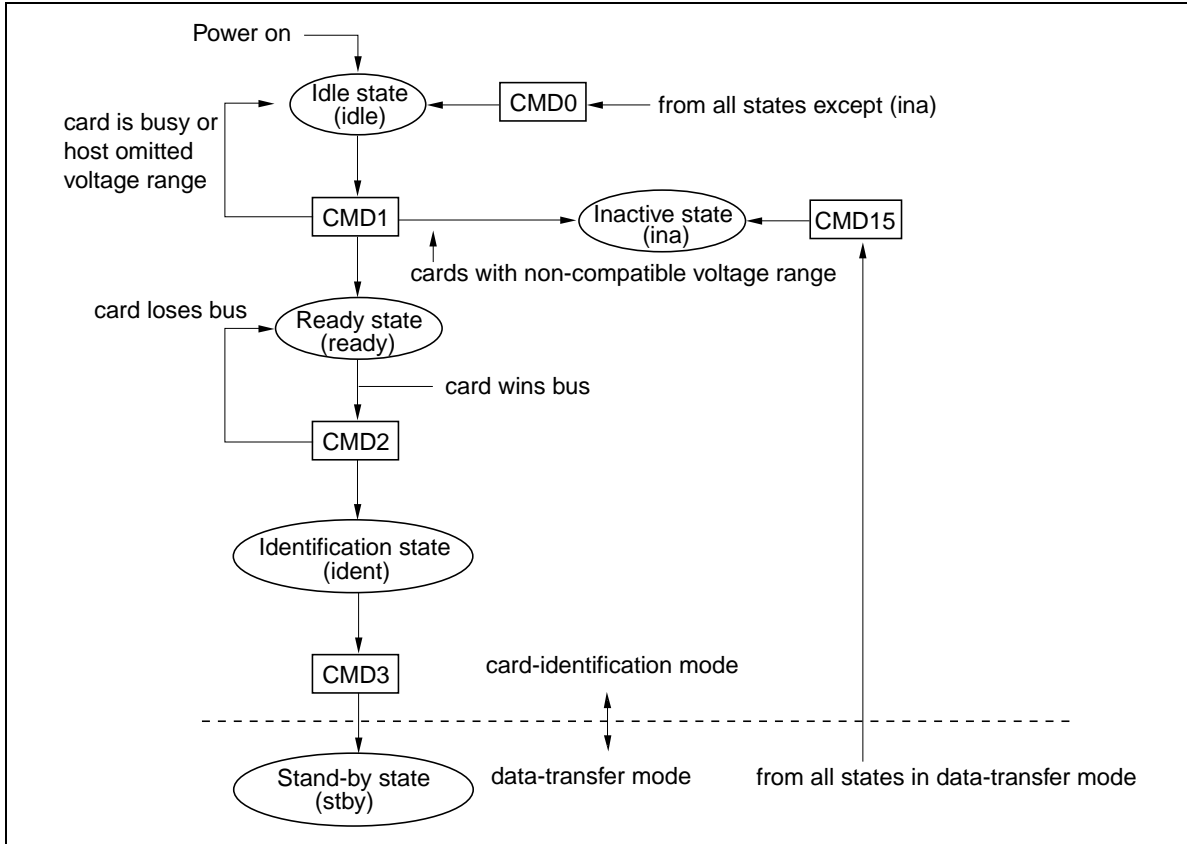 Power on
Idle state
(idle)
CMD0
from all states except (ina)
card is busy or
host omitted
voltage range
CMD1
Inactive state
(ina)
CMD15
cards with non-compatible voltage range
card loses bus
Ready state
(ready)
card wins bus
CMD2
Identification state
(ident)
CMD3
card-identification mode
Stand-by state
(stby)
data-transfer mode
from all states in data-transfer mode